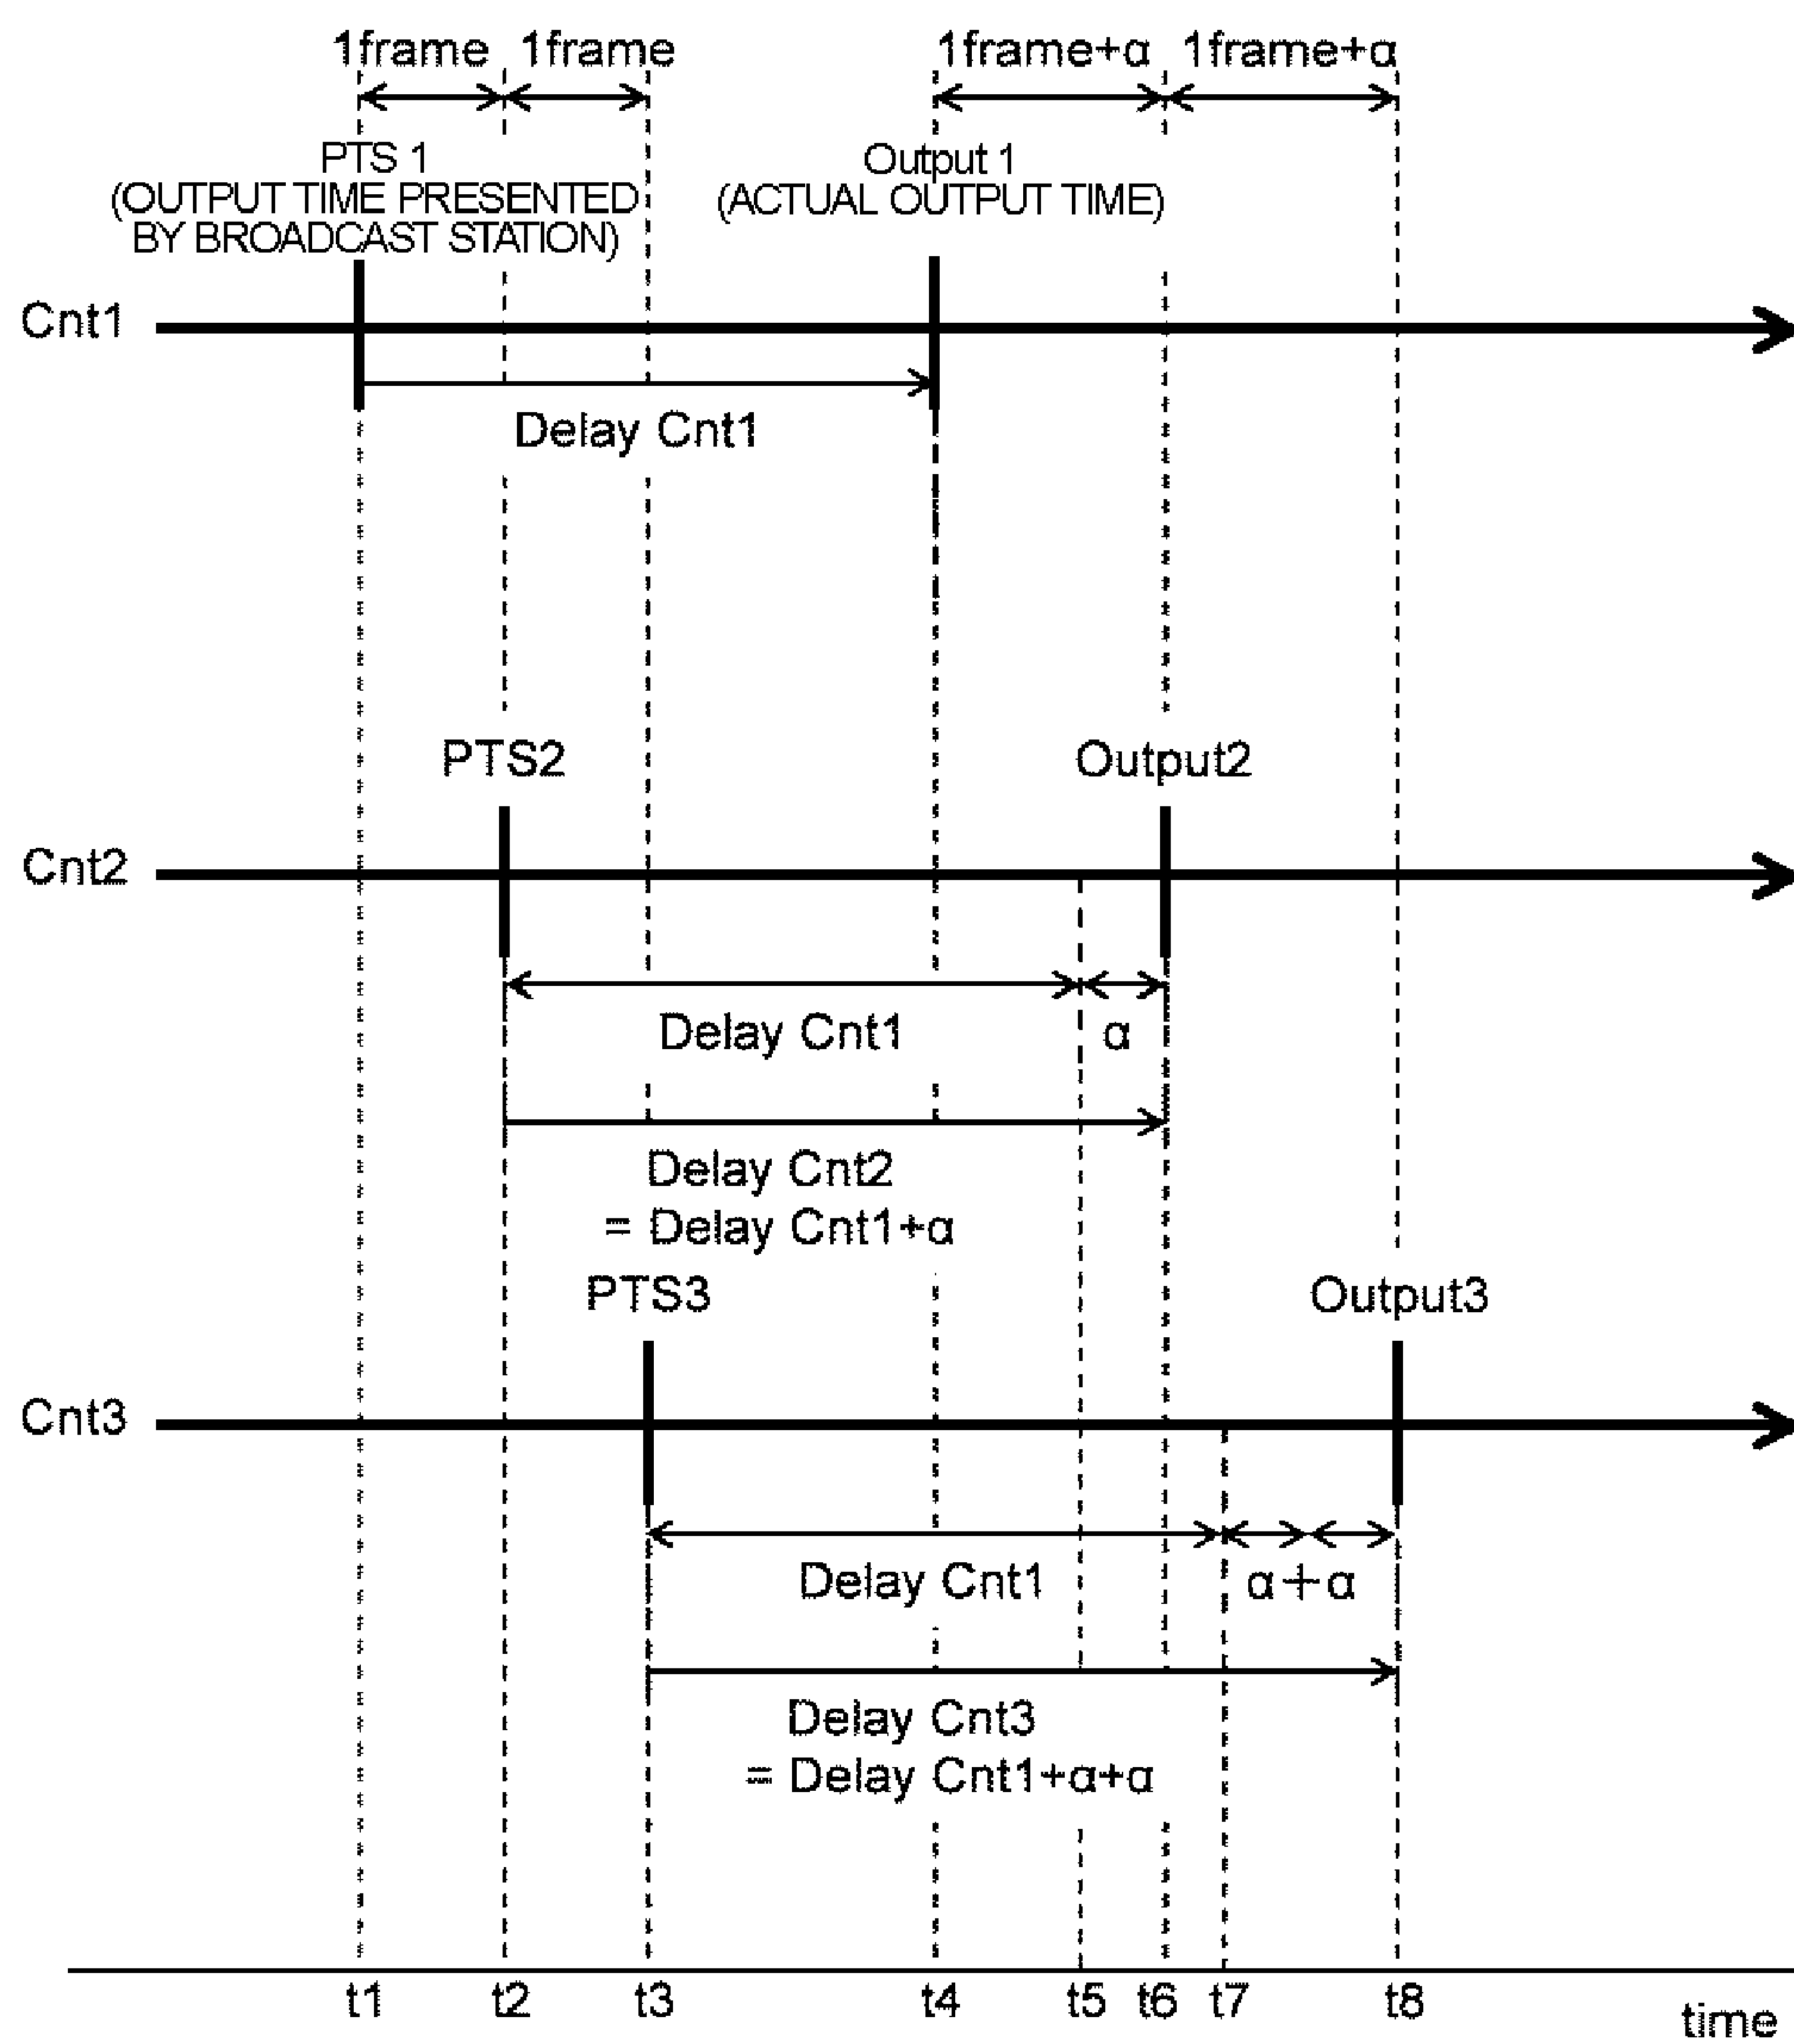 1frame 1frame 1frame+α 1frame+α
PTS 1
(OUTPUT TIME PRESENTED
BY BROADCAST STATION)
Output 1
(ACTUAL OUTPUT TIME)
Cnt1
Delay Cnt1
PTS2 Output2
Cnt2
Delay Cnt1 α
Delay Cnt2
= Delay Cnt1+α
PTS3 Output3
Cnt3
Delay Cnt1 α+α
Delay Cnt3
= Delay Cnt1+α+α
t1 t2 t3 t4 t5 t6 t7 t8
time